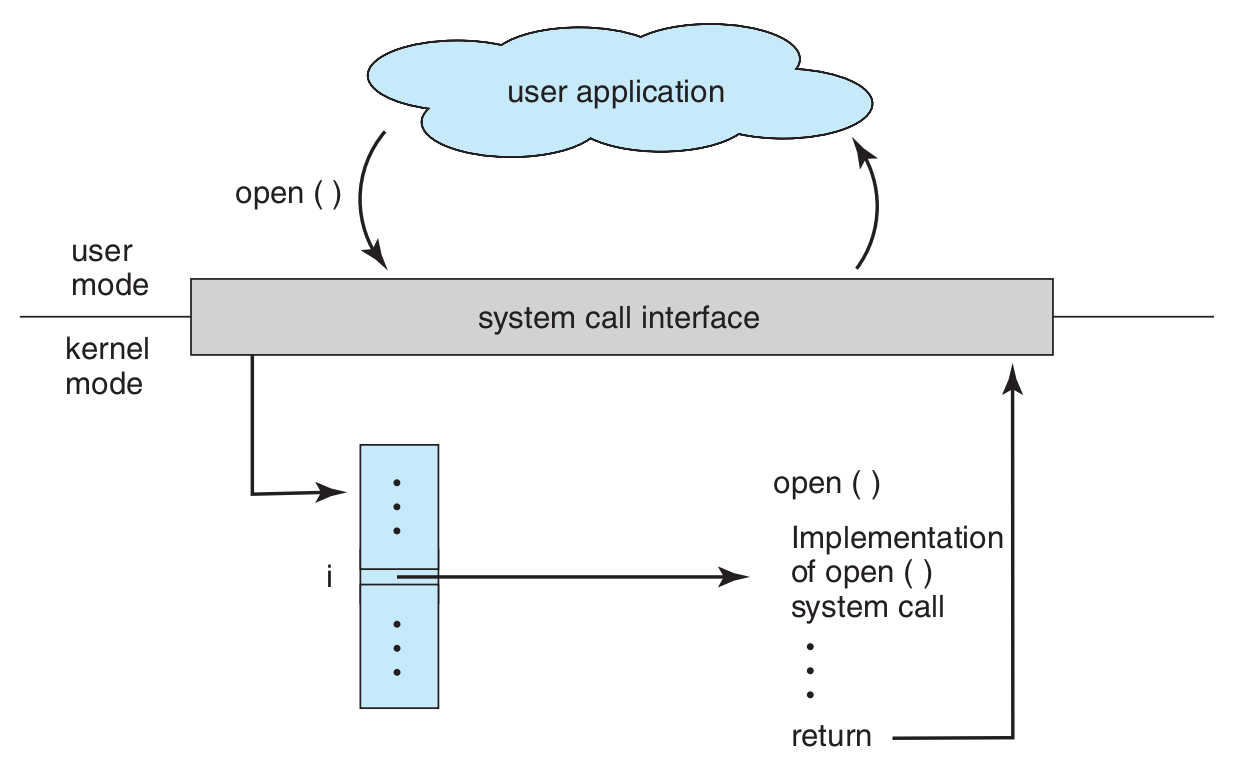 user application
open ( )
user
mode
system call interface
kernel
mode
open ( )
Implementation
of open ( )
system call
i
return